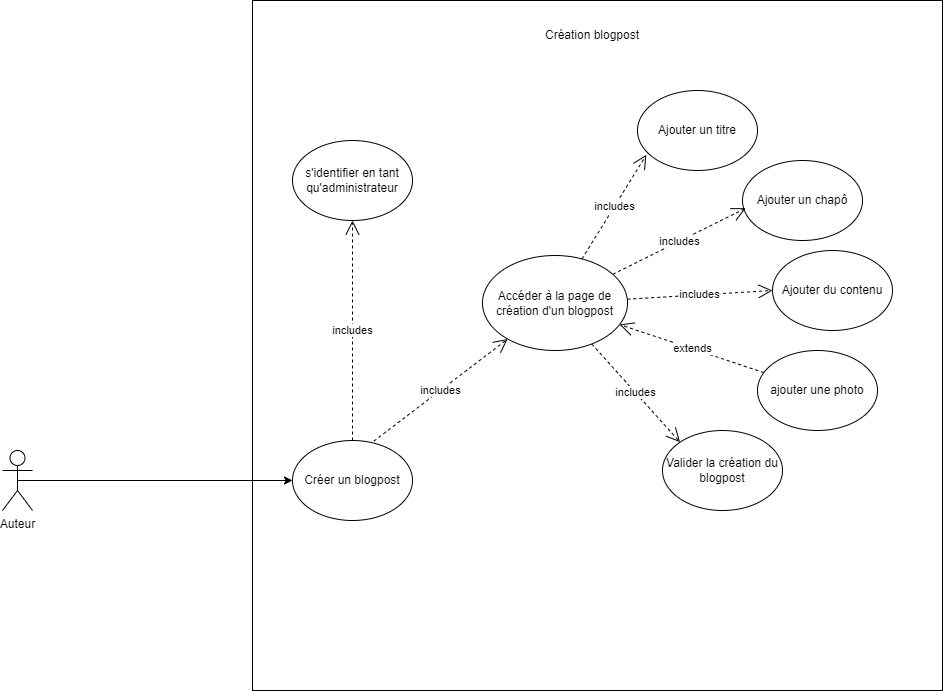 Création blogpost
Ajouter un titre
s'identifier en tant
qu'administrateur
Ajouter un chapô
includes
includes
Ajouter du contenu
includes
Accéder à la page de
création d'un blogpost
includes
extends
ajouter une photo
includes
includes
Valider la création du
blogpost
Créer un blogpost
Auteur